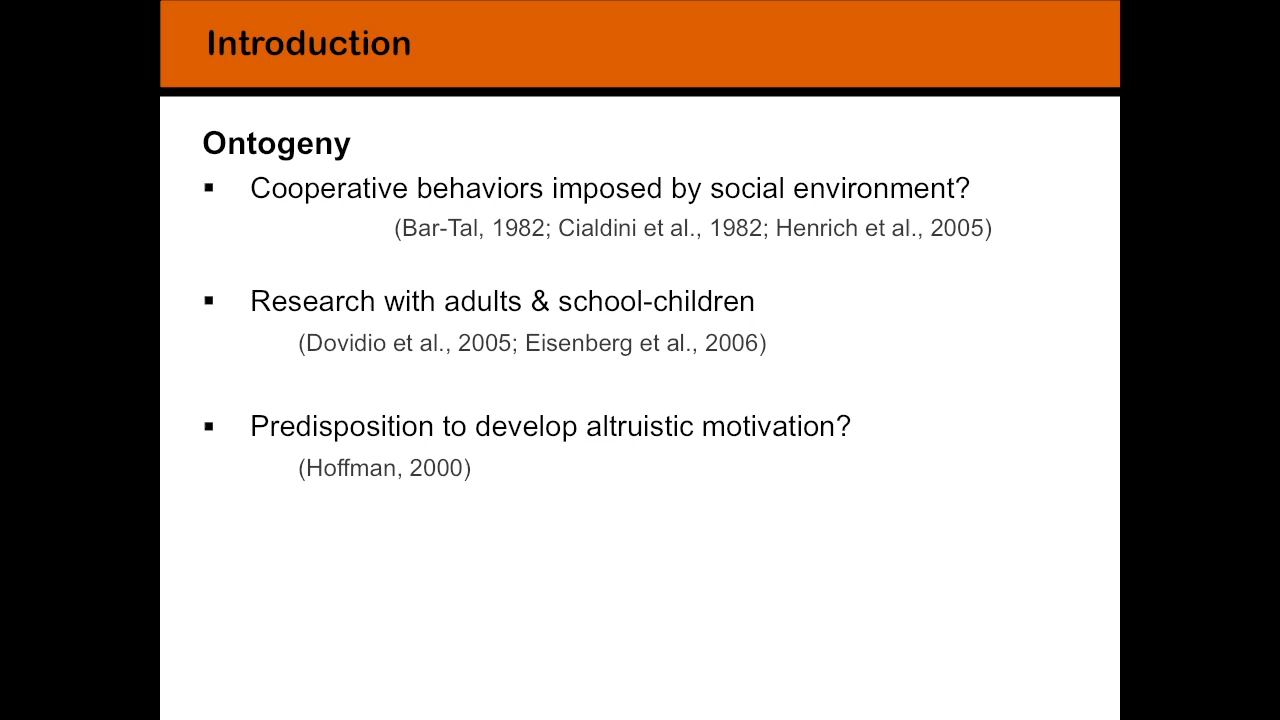 Introduction
Ontogeny
▪ Cooperative behaviors imposed by social environment?
(Bar-Tal, 1982; Cialdini et al., 1982; Henrich et al., 2005)
▪ Research with adults & school-children
(Dovidio et al., 2005; Eisenberg et al., 2006)
▪ Predisposition to develop altruistic motivation?
(Hoffman, 2000)